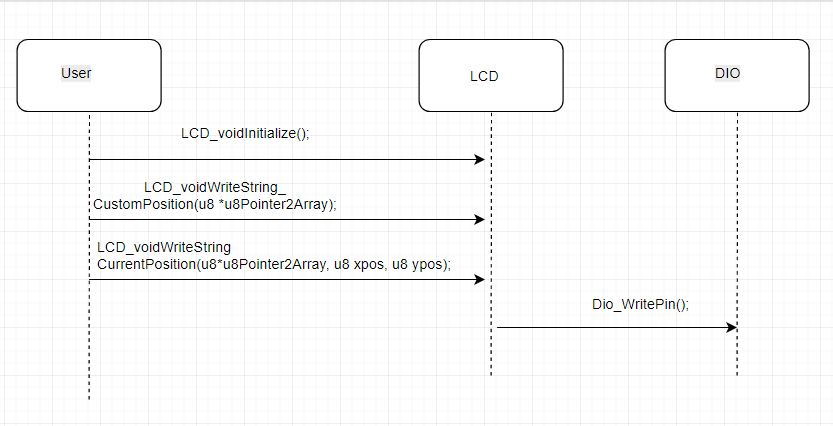 User
LCD
DIO
LCD_voidInitialize();
LCD_voidWriteString_
CustomPosition(u8 *u8Pointer2Array);
LCD_voidWriteString
CurrentPosition(u8*u8Pointer2Array, u8 xpos, u8 ypos);
Dio_WritePin();